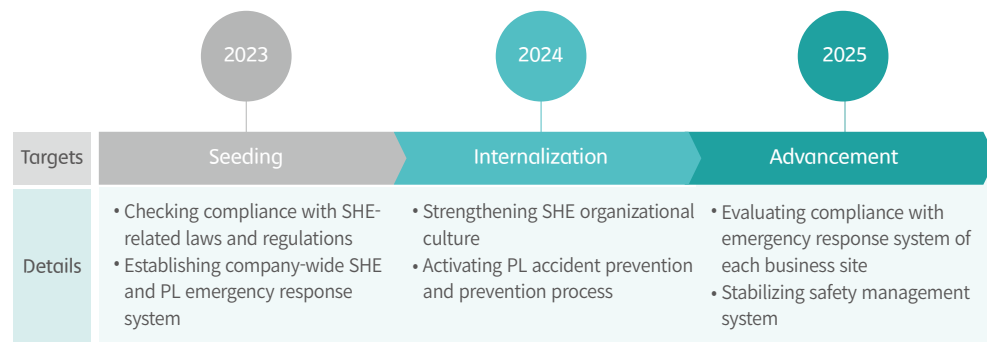 2023
2024
2025
Targets
Seeding
Internalization
Advancement
Details
• Checking compliance with SHE-
related laws and regulations
• Establishing company-wide SHE
and PL emergency response
system
• Strengthening SHE organizational
culture
• Activating PL accident prevention
and prevention process
• Evaluating compliance with
emergency response system of
each business site
• Stabilizing safety management
system